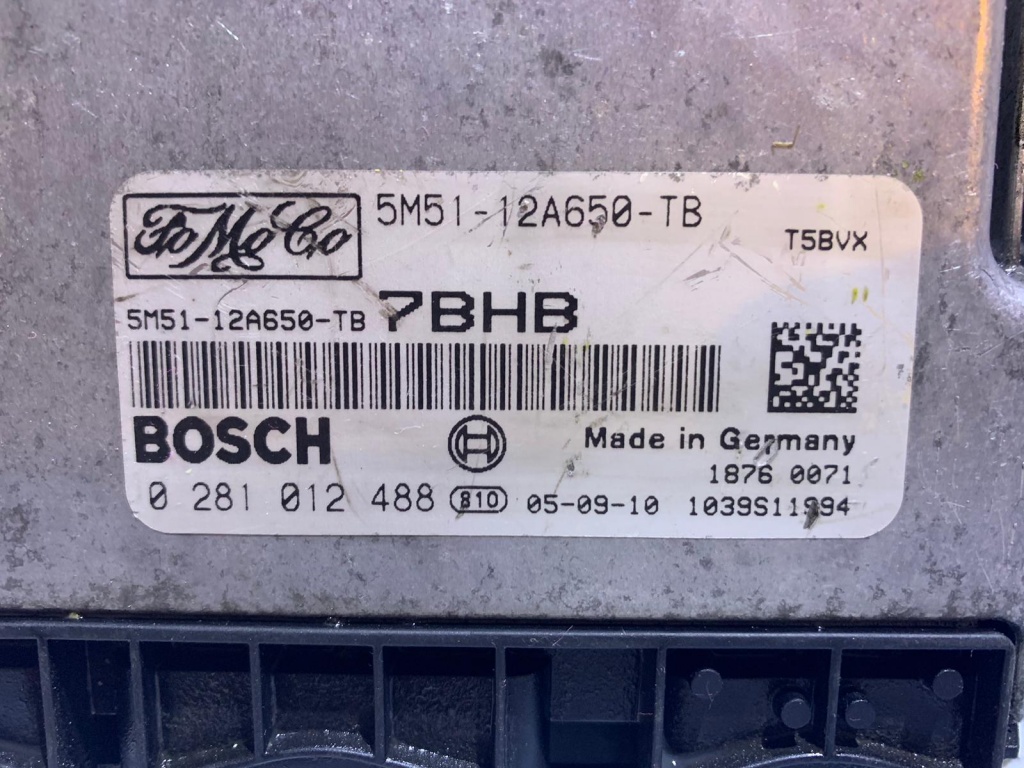 FoMoCo 5M51-12A650-TB
T5BVX
5M51-12A650-TB 7BHB
BOSCH Made in Germany
1876 0071
0 281 012 488 810 05-09-10 1039S11994